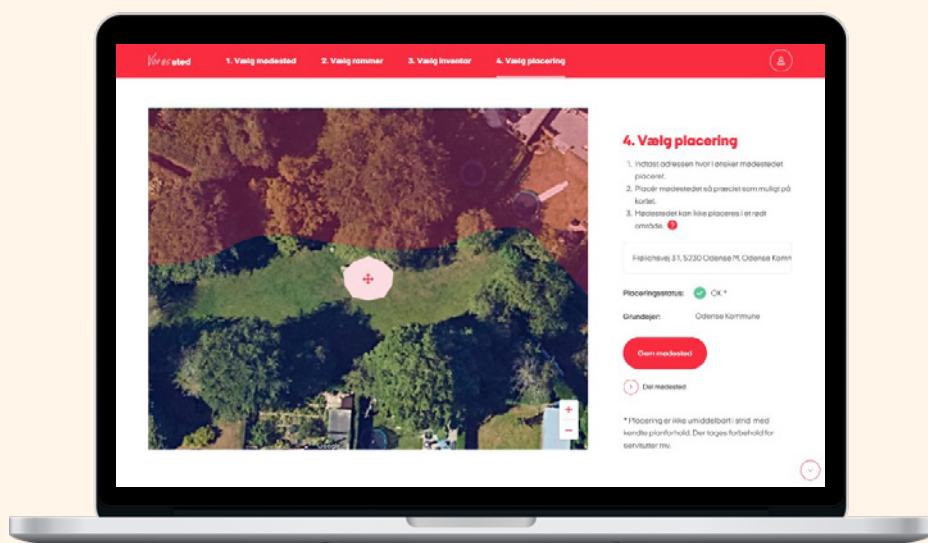 Vores sted
1. Vælg mødested
2. Vælg rammer
3. Vælg inventar
4. Vælg placering
4. Vælg placering
1. Indtast adressen hvor I ønsker mødestedet
placeret.
2. Placér mødestedet så præcist som muligt på
kortet.
3. Mødestedet kan ikke placeres i et rødt
område. ?
Frølichsvej 31, 5230 Odense M, Odense Komm
Placeringsstatus: OK *
Grundejer: Odense Kommune
Gem mødested
Del mødested
+
−
* Placering er ikke umiddelbart i strid med
kendte planforhold. Der tages forbehold for
servitutter mv.